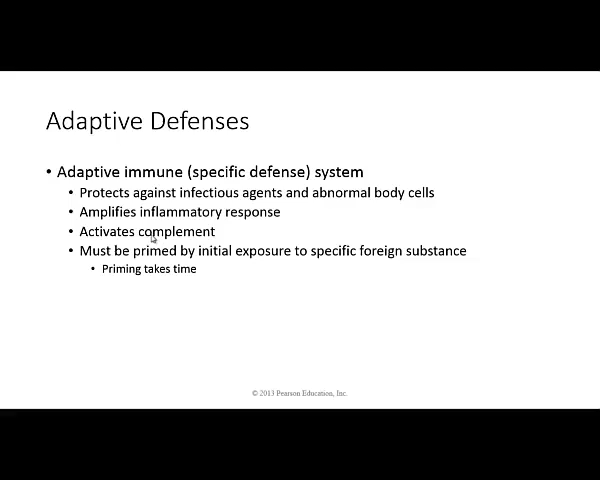 Adaptive Defenses
• Adaptive immune (specific defense) system
• Protects against infectious agents and abnormal body cells
• Amplifies inflammatory response
• Activates complement
• Must be primed by initial exposure to specific foreign substance
• Priming takes time
© 2013 Pearson Education, Inc.